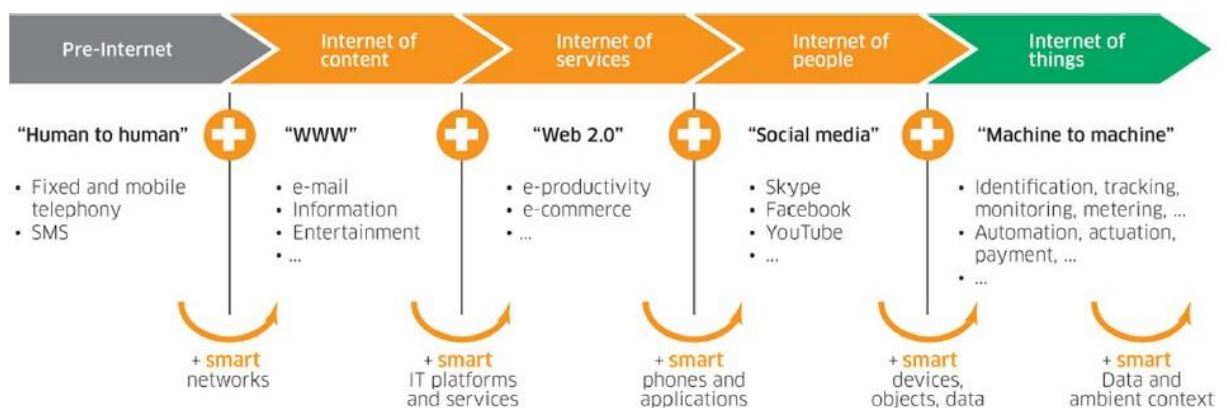 Pre-Internet
Internet of
content
Internet of
services
Internet of
people
Internet of
things
"Human to human"
"WWW"
"Web 2.0"
"Social media"
"Machine to machine"
• Fixed and mobile
telephony
• SMS
• e-mail
• Information
• Entertainment
• ...
• e-productivity
• e-commerce
• ...
• Skype
• Facebook
• YouTube
• ...
• Identification, tracking,
monitoring, metering, ...
• Automation, actuation,
payment, ...
• ...
+ smart
networks
+ smart
IT platforms
and services
+ smart
phones and
applications
+ smart
devices,
objects, data
+ smart
Data and
ambient context